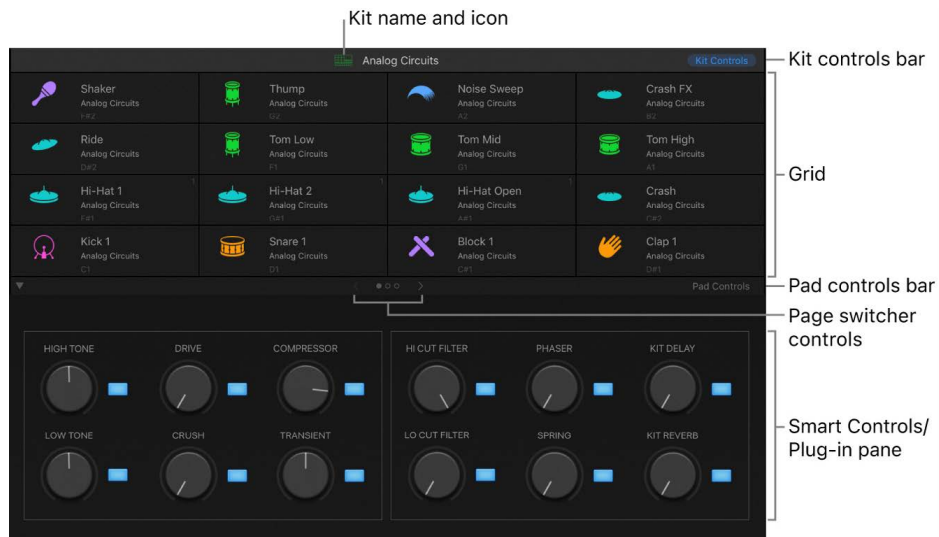 Kit name and icon
Analog Circuits
Kit Controls
Kit controls bar
Shaker
Analog Circuits
F#2
Thump
Analog Circuits
G2
Noise Sweep
Analog Circuits
A2
Crash FX
Analog Circuits
B2
Ride
Analog Circuits
D#2
Tom Low
Analog Circuits
F1
Tom Mid
Analog Circuits
G1
Tom High
Analog Circuits
A1
Grid
Hi-Hat 1
1
Analog Circuits
F#1
Hi-Hat 2
1
Analog Circuits
G#1
Hi-Hat Open
1
Analog Circuits
A#1
Crash
Analog Circuits
C#2
Kick 1
Analog Circuits
C1
Snare 1
Analog Circuits
D1
Block 1
Analog Circuits
C#1
Clap 1
Analog Circuits
D#1
Pad Controls
Pad controls bar
Page switcher
controls
HIGH TONE
DRIVE
COMPRESSOR
HI CUT FILTER
PHASER
KIT DELAY
LOW TONE
CRUSH
TRANSIENT
LO CUT FILTER
SPRING
KIT REVERB
Smart Controls/
Plug-in pane